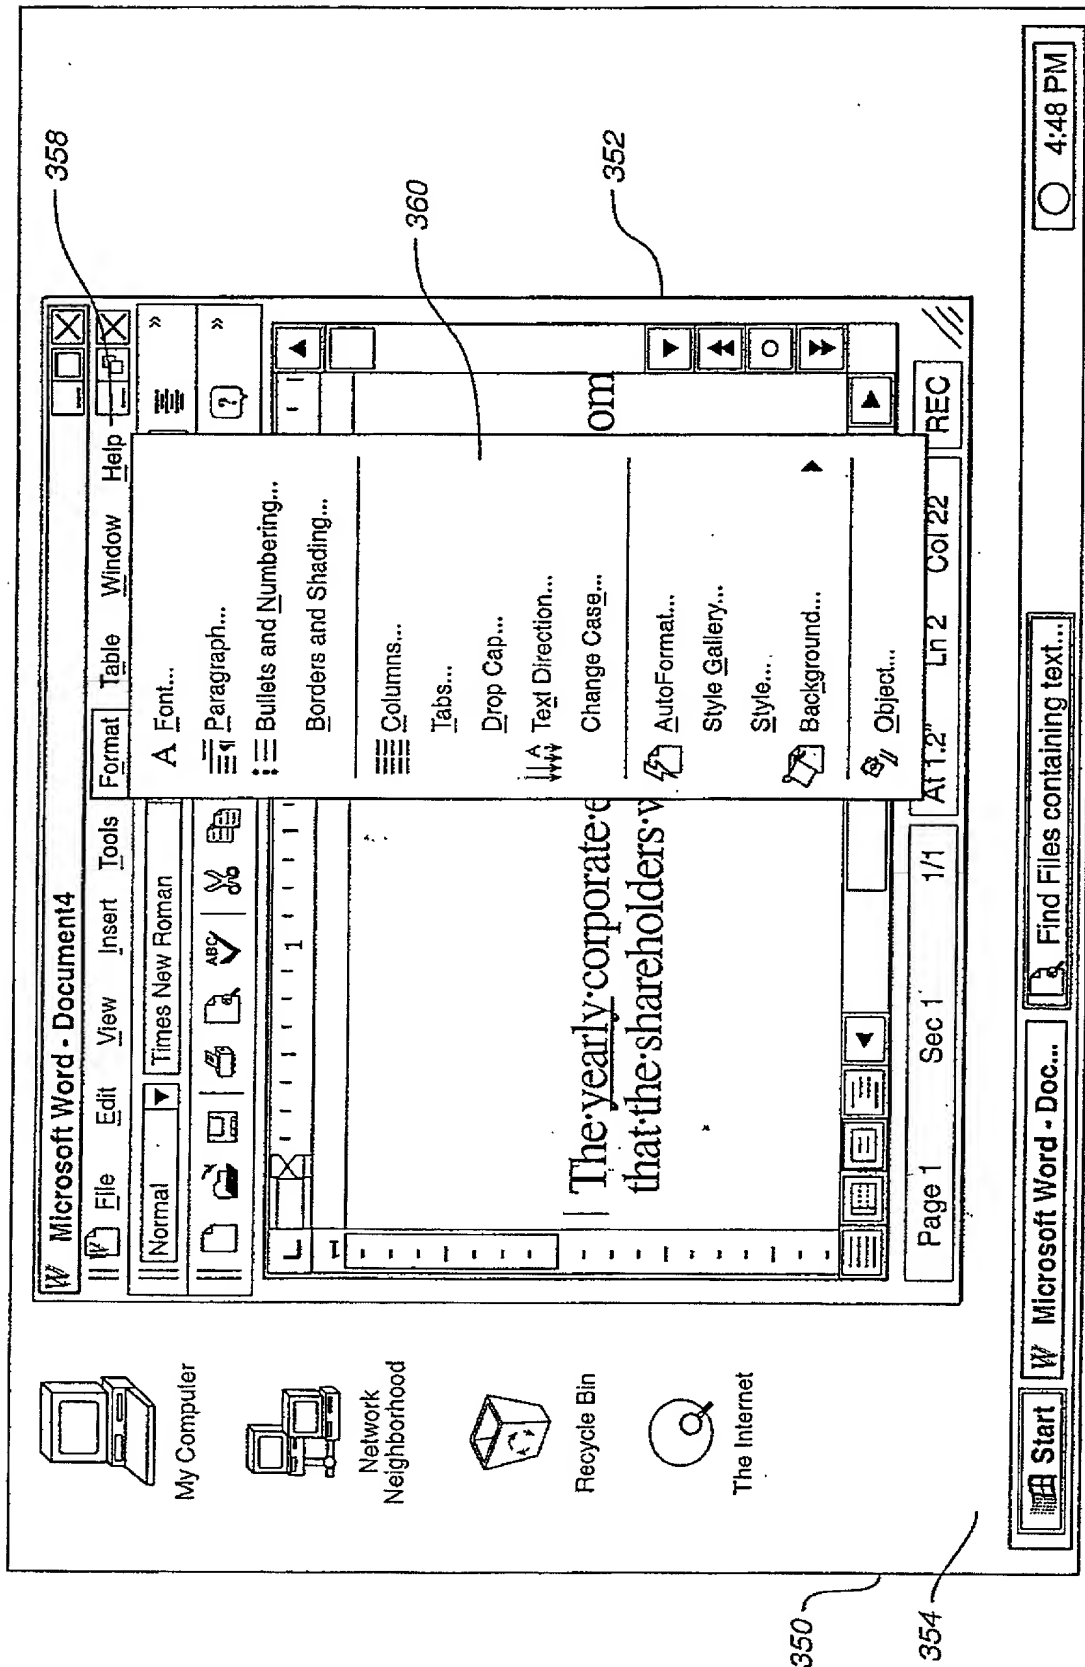 358
360
352
350
354
My Computer
Network
Neighborhood
Recycle Bin
The Internet
W Microsoft Word - Document4
File Edit View Insert Tools Format Table Window Help
Normal Times New Roman
ABC
?
»
»
L
1
1
The·yearly·corporate·e
om
that·the·shareholders·v
A Font...
Paragraph...
Bullets and Numbering...
Borders and Shading...
Columns...
Tabs...
Drop Cap...
Text Direction...
Change Case...
AutoFormat...
Style Gallery...
Style...
Background...
Object...
Page 1 Sec 1 1/1 At 1.2" Ln 2 Col 22 REC
Start W Microsoft Word - Doc... Find Files containing text... 4:48 PM